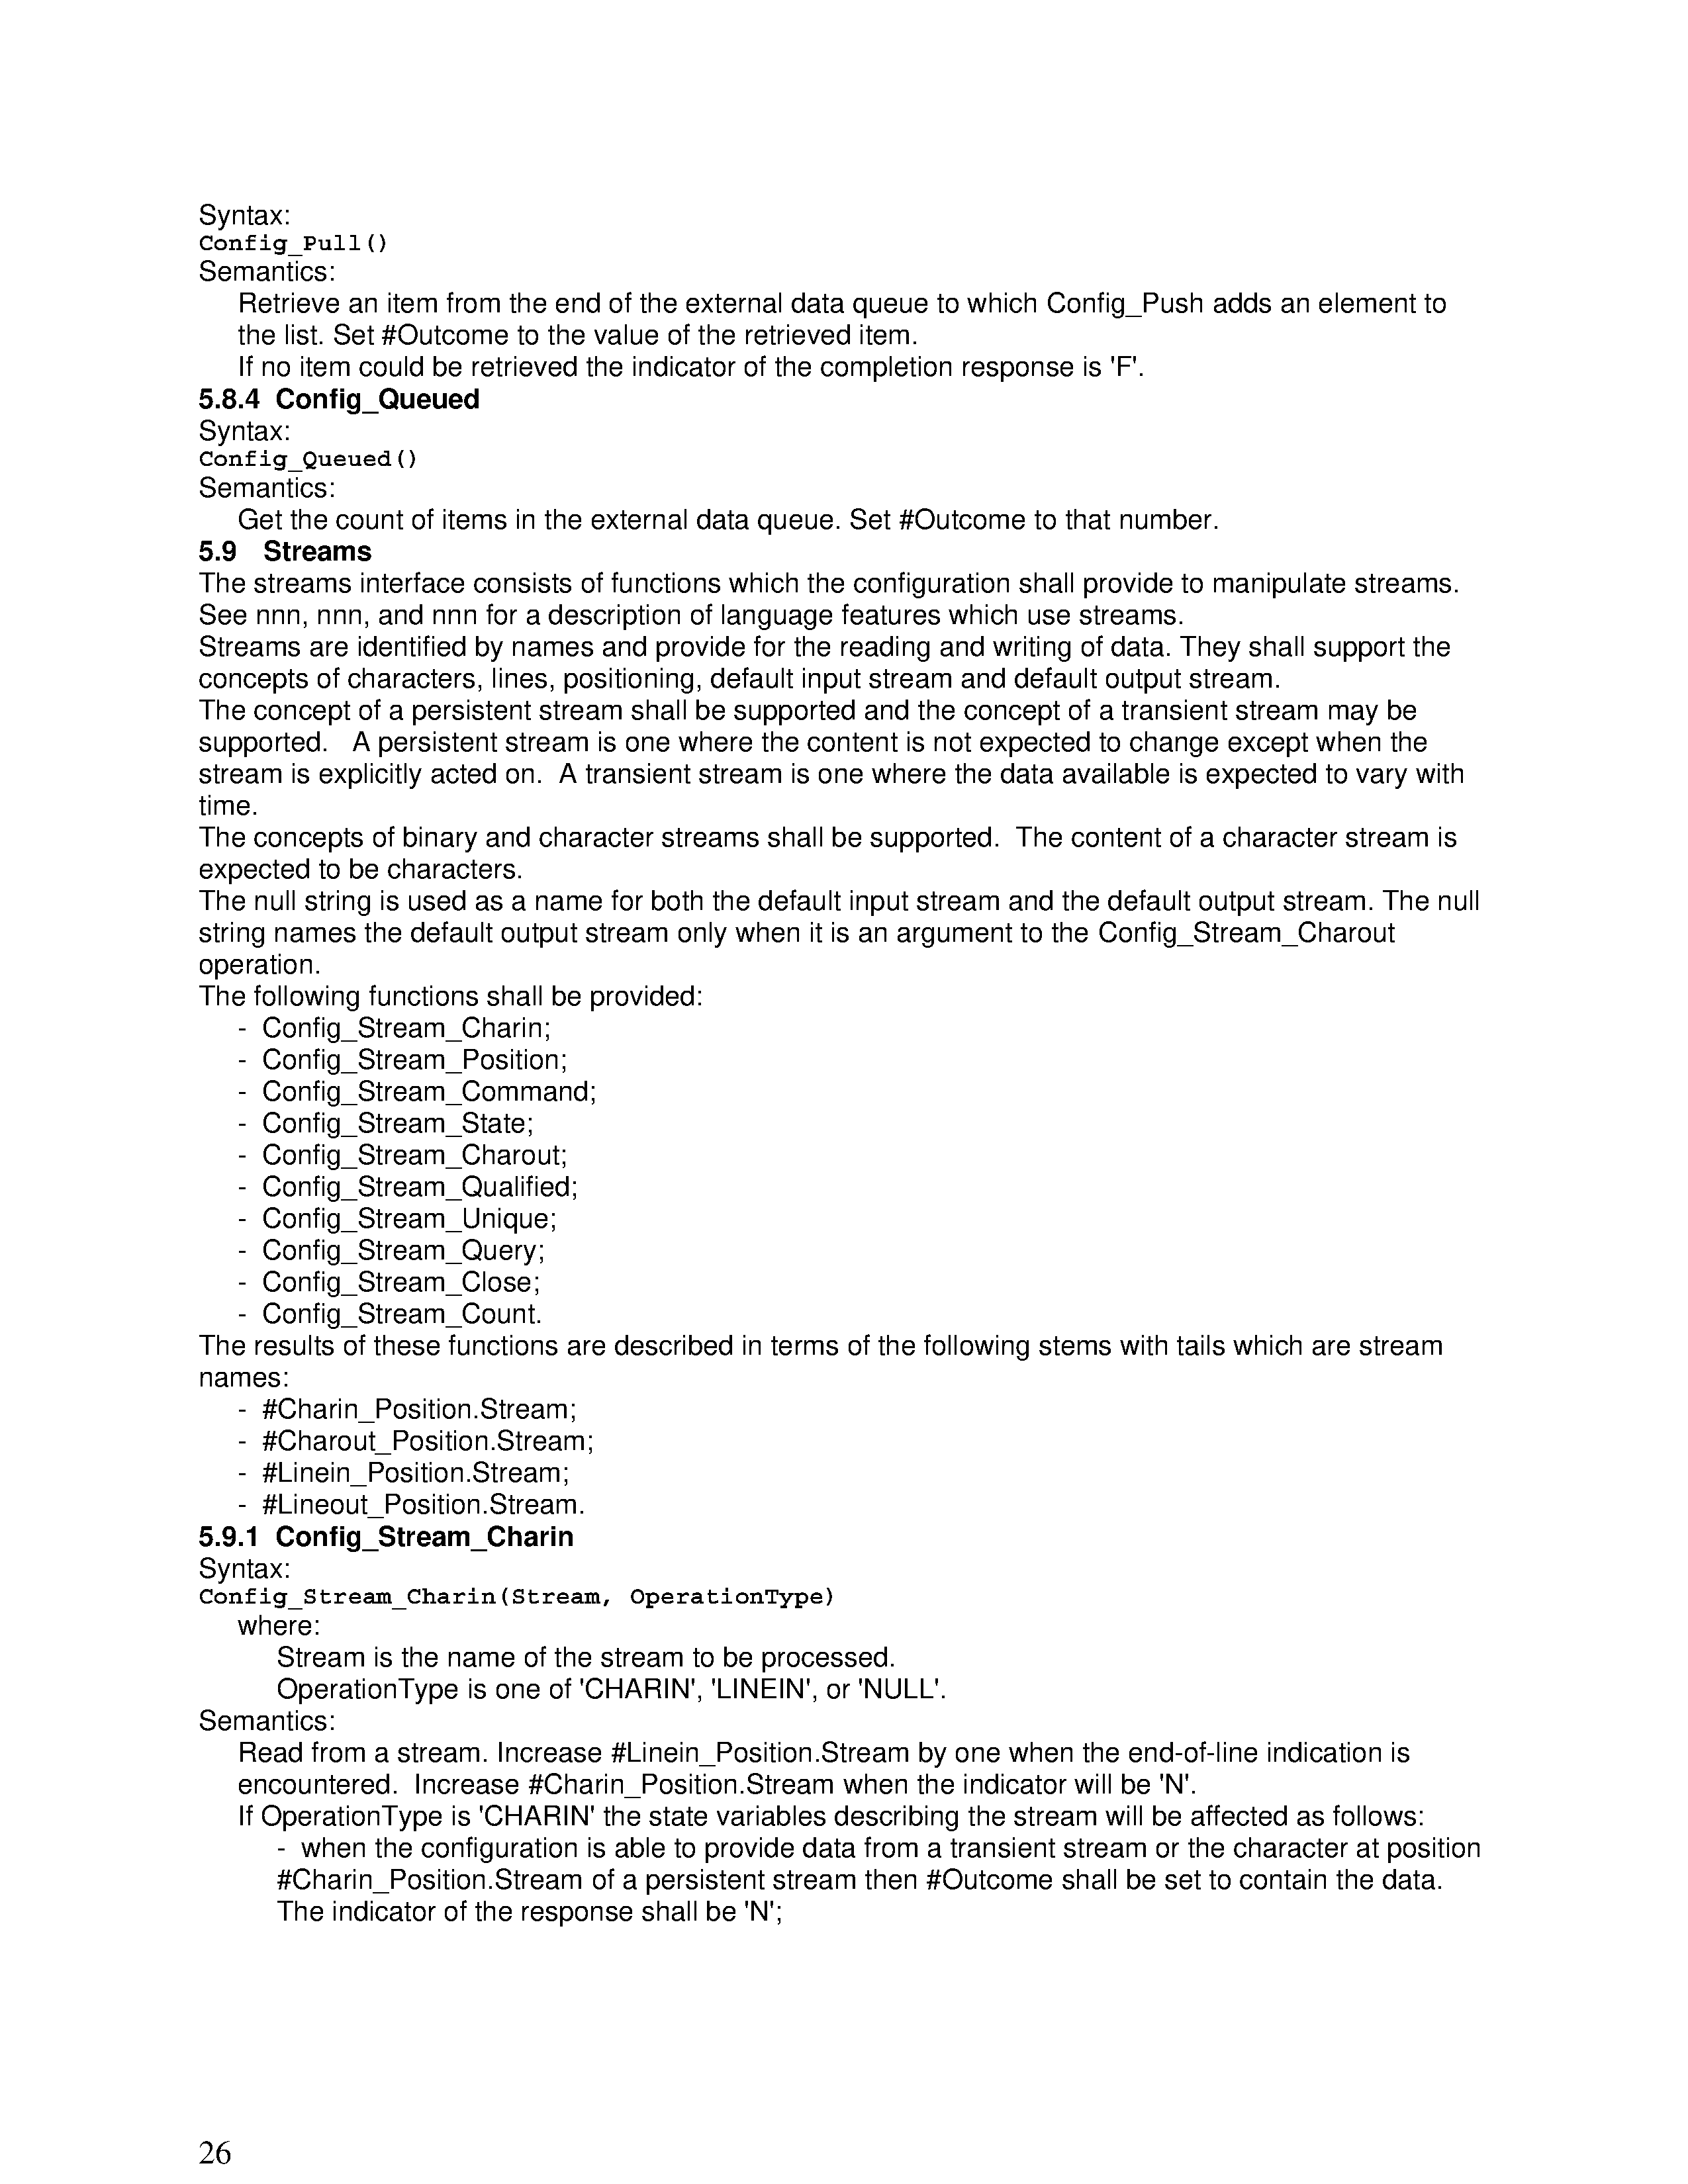 Syntax:
Config_Pull()
Semantics:
Retrieve an item from the end of the external data queue to which Config_Push adds an element to
the list. Set #Outcome to the value of the retrieved item.
If no item could be retrieved the indicator of the completion response is 'F'.
5.8.4 Config_Queued
Syntax:
Config_Queued()
Semantics:
Get the count of items in the external data queue. Set #Outcome to that number.
5.9 Streams
The streams interface consists of functions which the configuration shall provide to manipulate streams.
See nnn, nnn, and nnn for a description of language features which use streams.
Streams are identified by names and provide for the reading and writing of data. They shall support the
concepts of characters, lines, positioning, default input stream and default output stream.
The concept of a persistent stream shall be supported and the concept of a transient stream may be
supported. A persistent stream is one where the content is not expected to change except when the
stream is explicitly acted on. A transient stream is one where the data available is expected to vary with
time.
The concepts of binary and character streams shall be supported. The content of a character stream is
expected to be characters.
The null string is used as a name for both the default input stream and the default output stream. The null
string names the default output stream only when it is an argument to the Config_Stream_Charout
operation.
The following functions shall be provided:
- Config_Stream_Charin;
- Config_Stream_Position;
- Config_Stream_Command;
- Config_Stream_State;
- Config_Stream_Charout;
- Config_Stream_Qualified;
- Config_Stream_Unique;
- Config_Stream_Query;
- Config_Stream_Close;
- Config_Stream_Count.
The results of these functions are described in terms of the following stems with tails which are stream
names:
- #Charin_Position.Stream;
- #Charout_Position.Stream;
- #Linein_Position.Stream;
- #Lineout_Position.Stream.
5.9.1 Config_Stream_Charin
Syntax:
Config_Stream_Charin(Stream, OperationType)
where:
Stream is the name of the stream to be processed.
OperationType is one of 'CHARIN', 'LINEIN', or 'NULL'.
Semantics:
Read from a stream. Increase #Linein_Position.Stream by one when the end-of-line indication is
encountered. Increase #Charin_Position.Stream when the indicator will be 'N'.
If OperationType is 'CHARIN' the state variables describing the stream will be affected as follows:
- when the configuration is able to provide data from a transient stream or the character at position
#Charin_Position.Stream of a persistent stream then #Outcome shall be set to contain the data.
The indicator of the response shall be 'N';
26